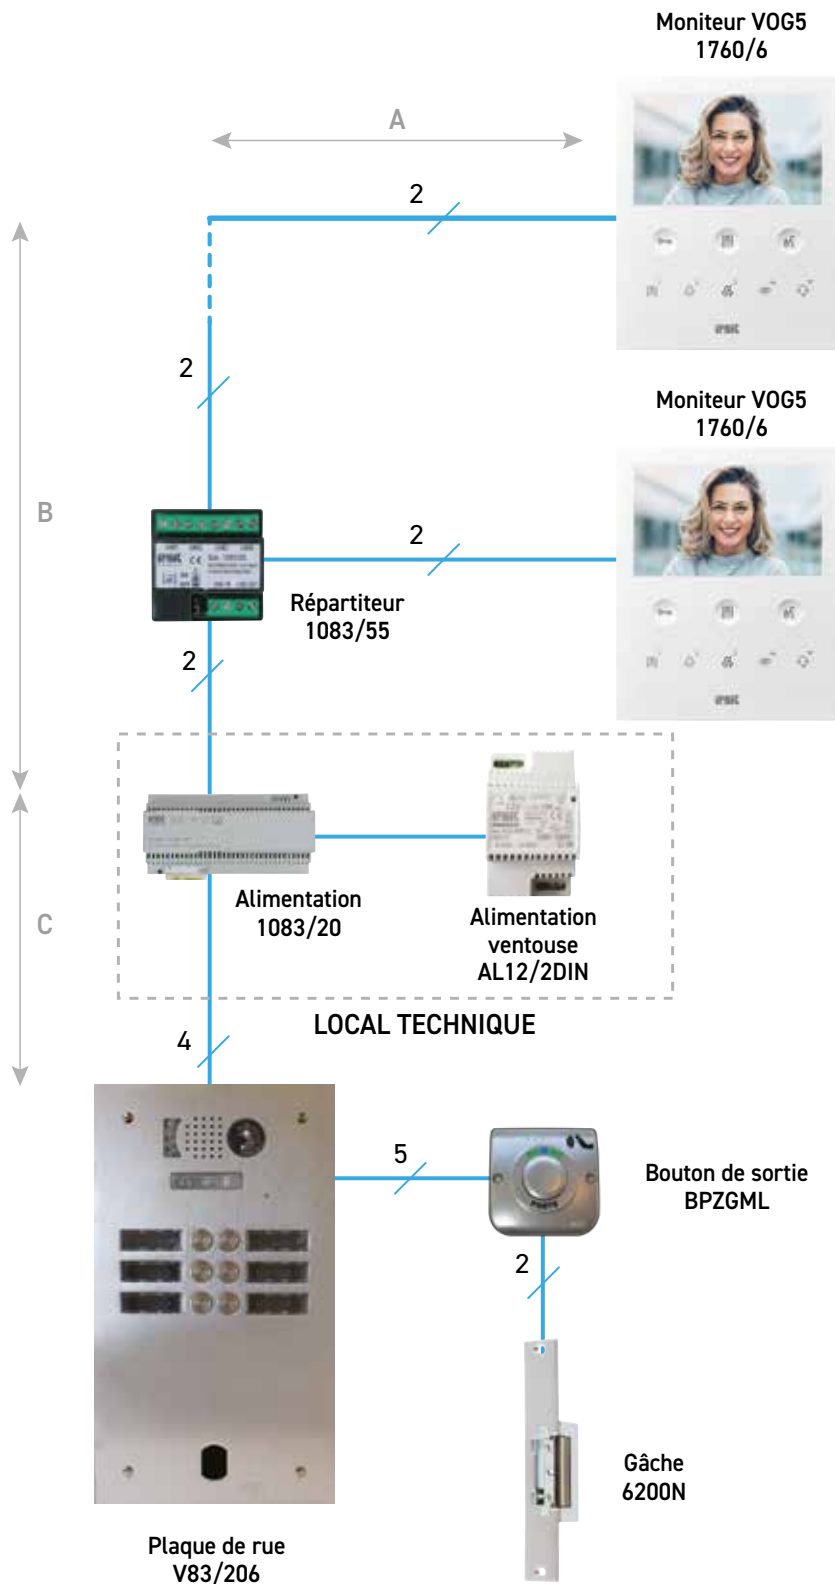 Moniteur VOG5
1760/6
A
2
2
Moniteur VOG5
1760/6
B
2
Répartiteur
1083/55
2
Alimentation
1083/20
Alimentation
ventouse
AL12/2DIN
C
LOCAL TECHNIQUE
4
5
PORTE
Bouton de sortie
BPZGML
2
Gâche
6200N
Plaque de rue
V83/206